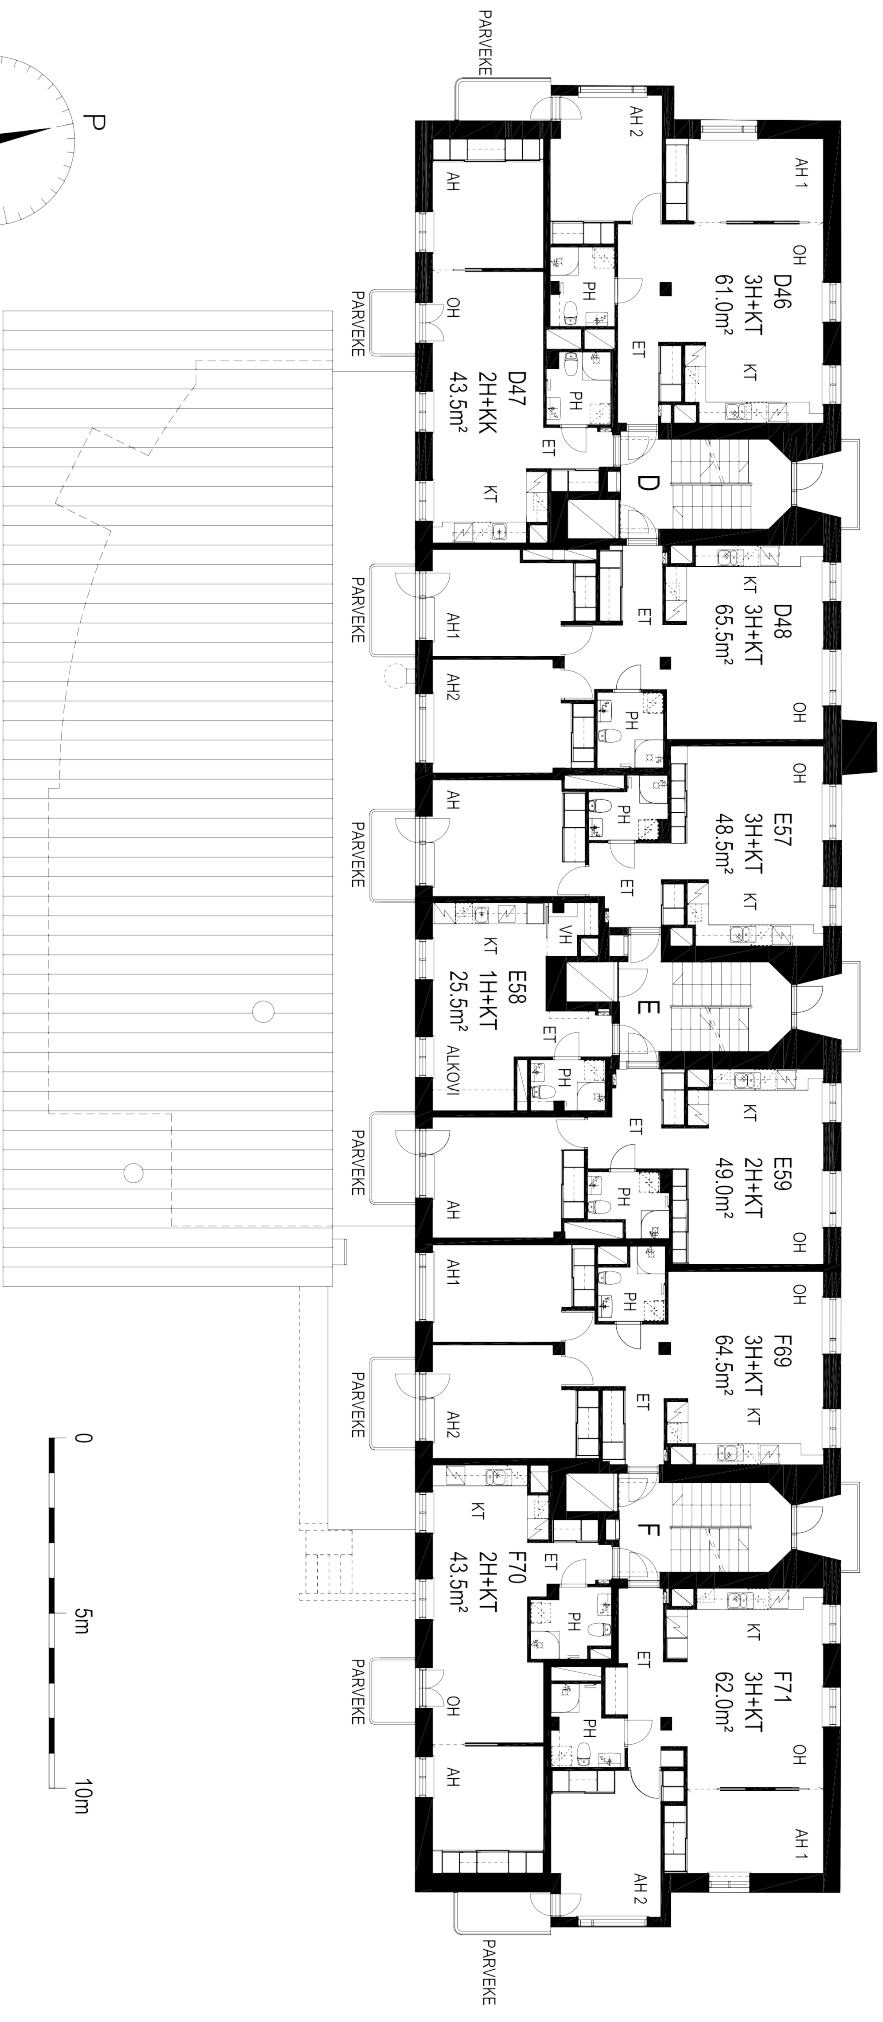 P
PARVEKE
AH 2
AH 1
OH
D46
3H+KT
61.0m²
KT
ET
PH
AH
OH
PARVEKE
D47
2H+KK
43.5m²
PH
ET
KT
D
PARVEKE
AH1
AH2
ET
PH
KT
D48
3H+KT
65.5m²
OH
PARVEKE
AH
PH
ET
OH
E57
3H+KT
48.5m²
KT
KT
VH
E58
1H+KT
25.5m²
ET
ALKOVI
PH
E
PARVEKE
AH
ET
PH
KT
E59
2H+KT
49.0m²
OH
AH1
AH2
PARVEKE
PH
ET
OH
F69
3H+KT
64.5m²
KT
F
KT
ET
F70
2H+KT
43.5m²
PH
OH
PARVEKE
AH
ET
PH
KT
F71
3H+KT
62.0m²
OH
AH 1
AH 2
PARVEKE
0
5m
10m